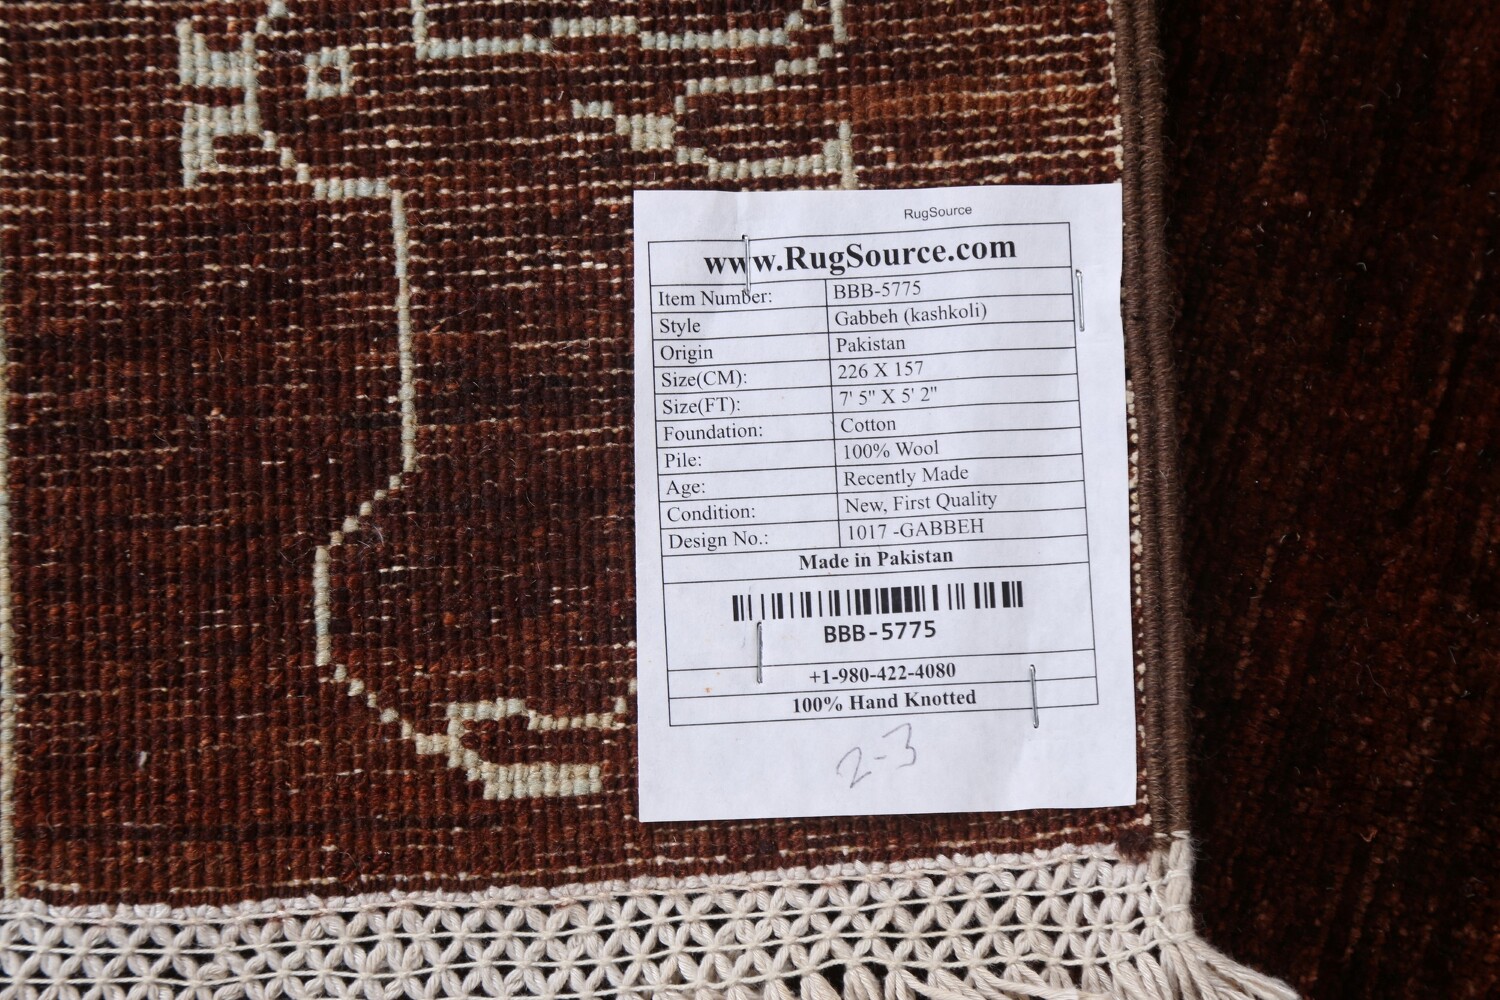 RugSource
www.RugSource.com
Item Number: BBB-5775
Style Gabbeh (kashkoli)
Origin Pakistan
Size(CM): 226 X 157
Size(FT): 7' 5" X 5' 2"
Foundation: Cotton
Pile: 100% Wool
Age: Recently Made
Condition: New, First Quality
Design No.: 1017 -GABBEH
Made in Pakistan
BBB-5775
+1-980-422-4080
100% Hand Knotted
2-3